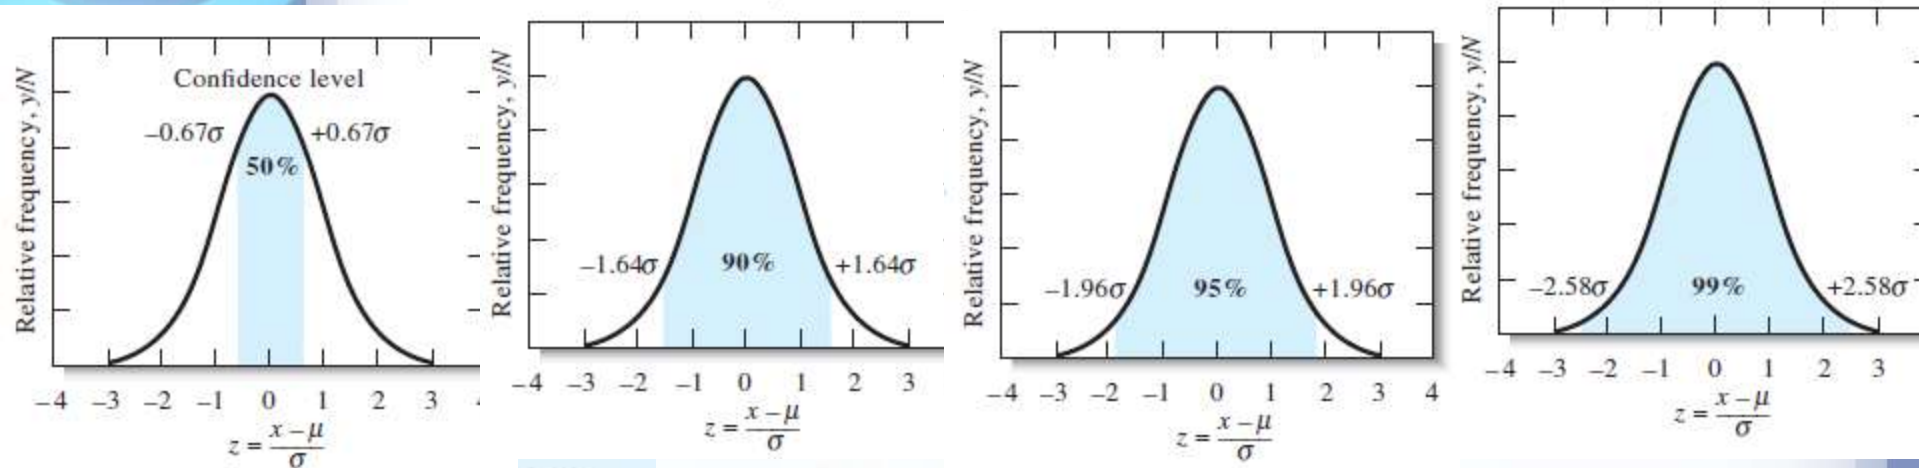 Confidence level
Relative frequency, y/N
–0.67σ
+0.67σ
50%
–4 –3 –2 –1 0 1 2 3
z = x – μ / σ
Relative frequency, y/N
–1.64σ
90%
+1.64σ
–4 –3 –2 –1 0 1 2 3
z = x – μ / σ
Relative frequency, y/N
–1.96σ
95%
+1.96σ
–4 –3 –2 –1 0 1 2 3 4
z = x – μ / σ
Relative frequency, y/N
–2.58σ
99%
+2.58σ
–4 –3 –2 –1 0 1 2 3
z = x – μ / σ